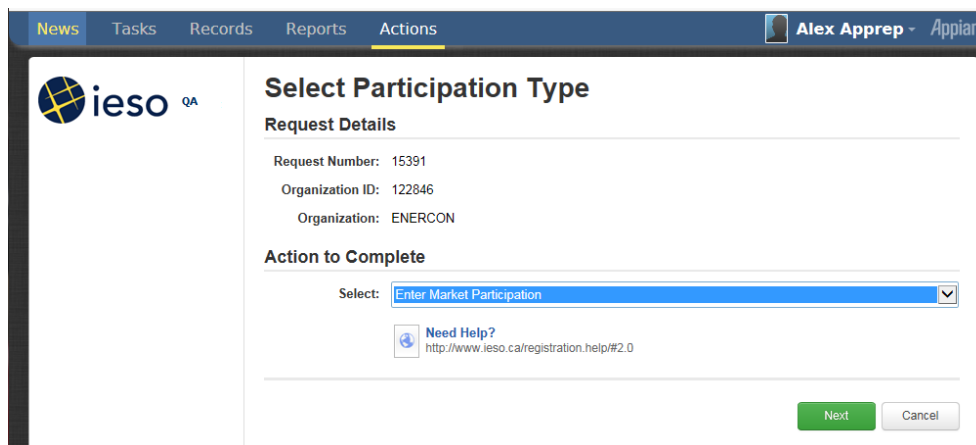 News Tasks Records Reports Actions Alex Apprep Appian
ieso QA
Select Participation Type
Request Details
Request Number: 15391
Organization ID: 122846
Organization: ENERCON
Action to Complete
Select: Enter Market Participation
Need Help?
http://www.ieso.ca/registration.help/#2.0
Next Cancel